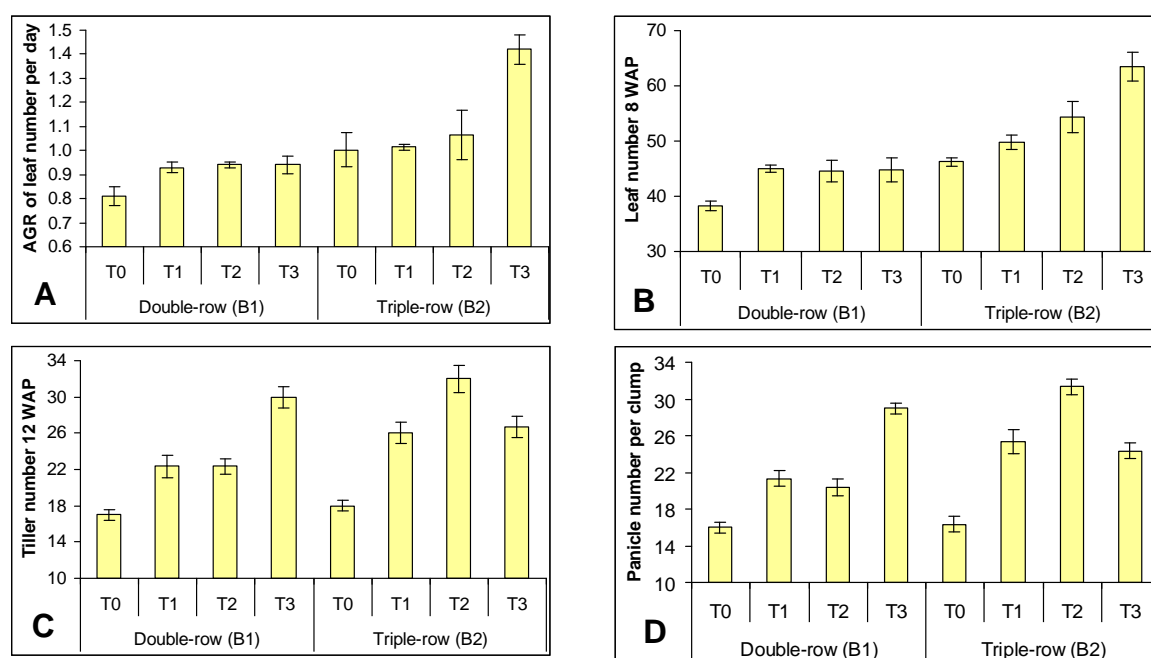 AGR of leaf number per day
1.5
1.4
1.3
1.2
1.1
1.0
0.9
0.8
0.7
0.6
T0 T1 T2 T3 T0 T1 T2 T3
Double-row (B1) Triple-row (B2)
A
Leaf number 8 WAP
70
60
50
40
30
T0 T1 T2 T3 T0 T1 T2 T3
Double-row (B1) Triple-row (B2)
B
Tiller number 12 WAP
34
30
26
22
18
14
10
T0 T1 T2 T3 T0 T1 T2 T3
Double-row (B1) Triple-row (B2)
C
Panicle number per clump
34
30
26
22
18
14
10
T0 T1 T2 T3 T0 T1 T2 T3
Double-row (B1) Triple-row (B2)
D